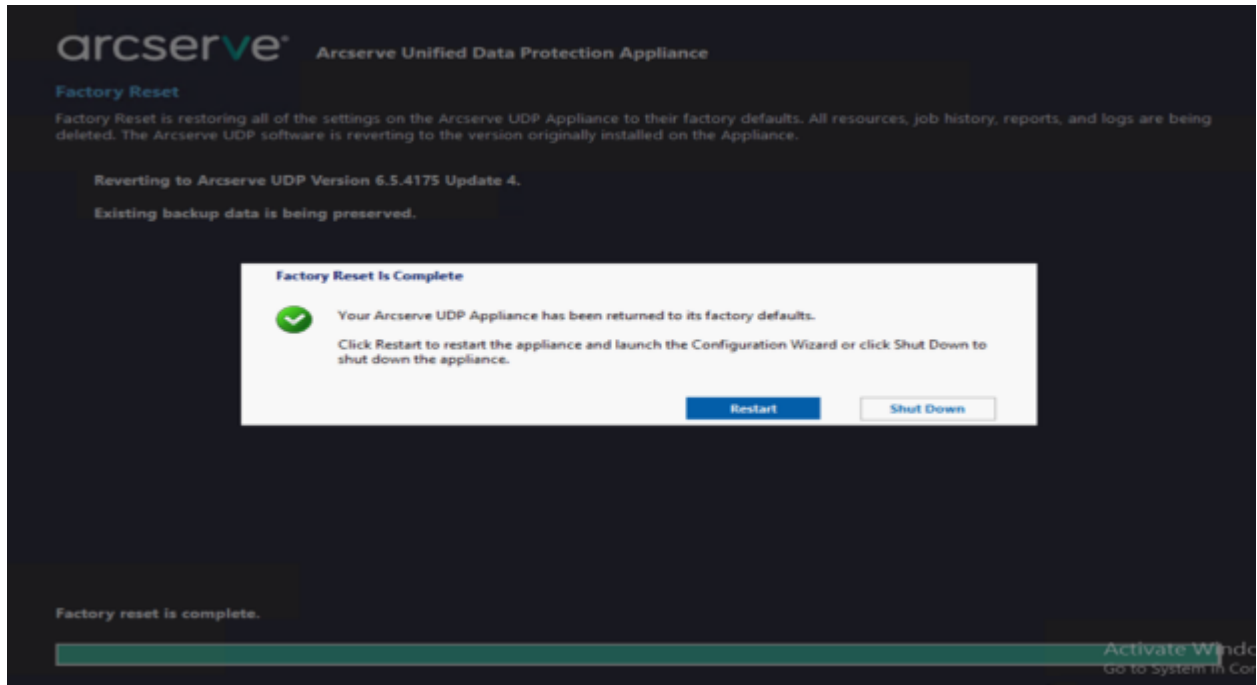 arcserve® Arcserve Unified Data Protection Appliance
Factory Reset
Factory Reset is restoring all of the settings on the Arcserve UDP Appliance to their factory defaults. All resources, job history, reports, and logs are being
deleted. The Arcserve UDP software is reverting to the version originally installed on the Appliance.
Reverting to Arcserve UDP Version 6.5.4175 Update 4.
Existing backup data is being preserved.
Factory Reset Is Complete
Your Arcserve UDP Appliance has been returned to its factory defaults.
Click Restart to restart the appliance and launch the Configuration Wizard or click Shut Down to
shut down the appliance.
Restart Shut Down
Factory reset is complete.
Activate Windo
Go to System in Con